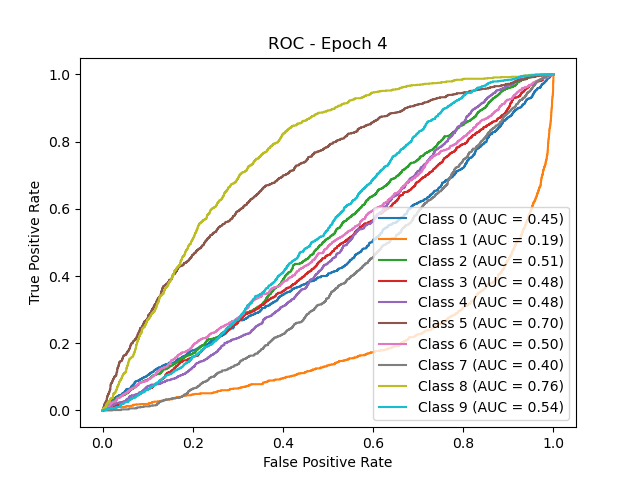 ROC - Epoch 4
True Positive Rate
1.0
0.8
0.6
0.4
0.2
0.0
Class 0 (AUC = 0.45)
Class 1 (AUC = 0.19)
Class 2 (AUC = 0.51)
Class 3 (AUC = 0.48)
Class 4 (AUC = 0.48)
Class 5 (AUC = 0.70)
Class 6 (AUC = 0.50)
Class 7 (AUC = 0.40)
Class 8 (AUC = 0.76)
Class 9 (AUC = 0.54)
0.0 0.2 0.4 0.6 0.8 1.0
False Positive Rate